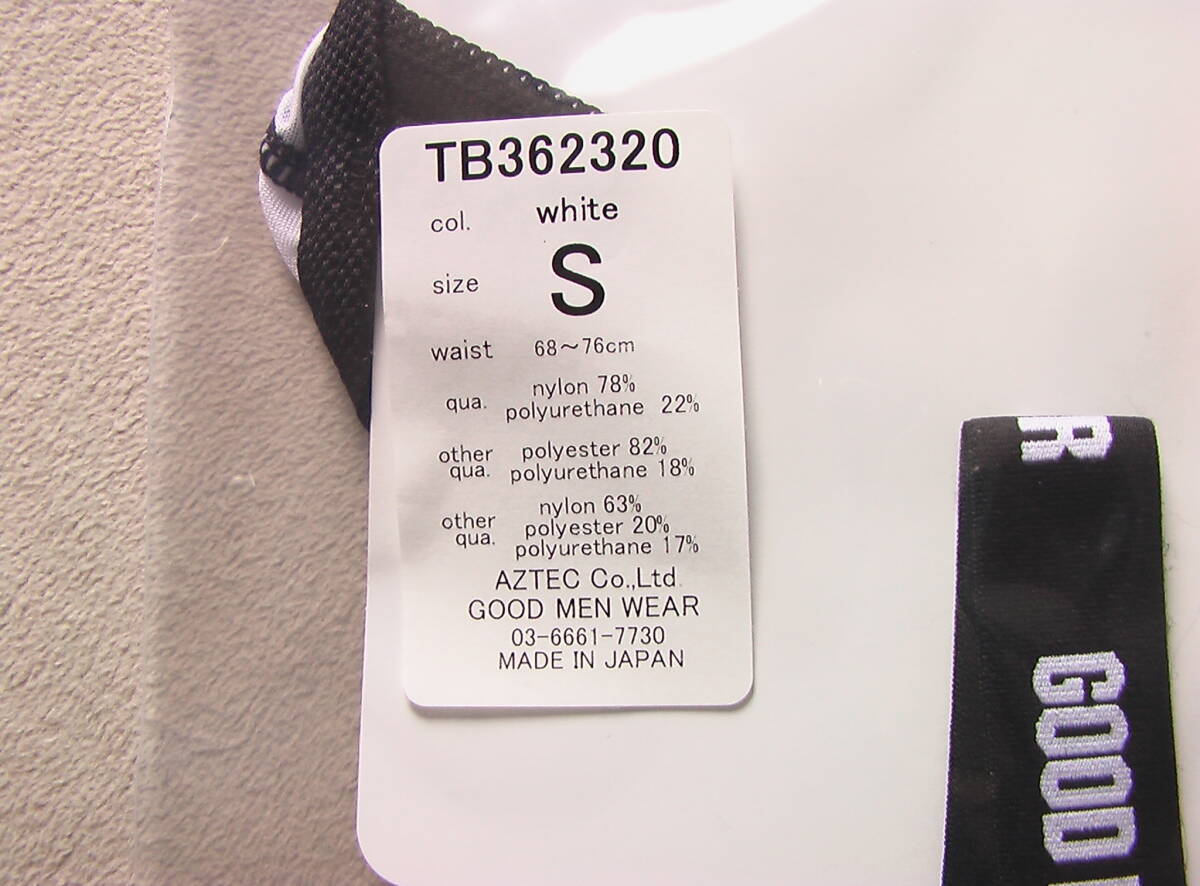 TB362320
col. white
size S
waist 68～76cm
qua. nylon 78%
polyurethane 22%
other qua. polyester 82%
polyurethane 18%
other qua. nylon 63%
polyester 20%
polyurethane 17%
AZTEC Co.,Ltd.
GOOD MEN WEAR
03-6661-7730
MADE IN JAPAN
R
GOOD